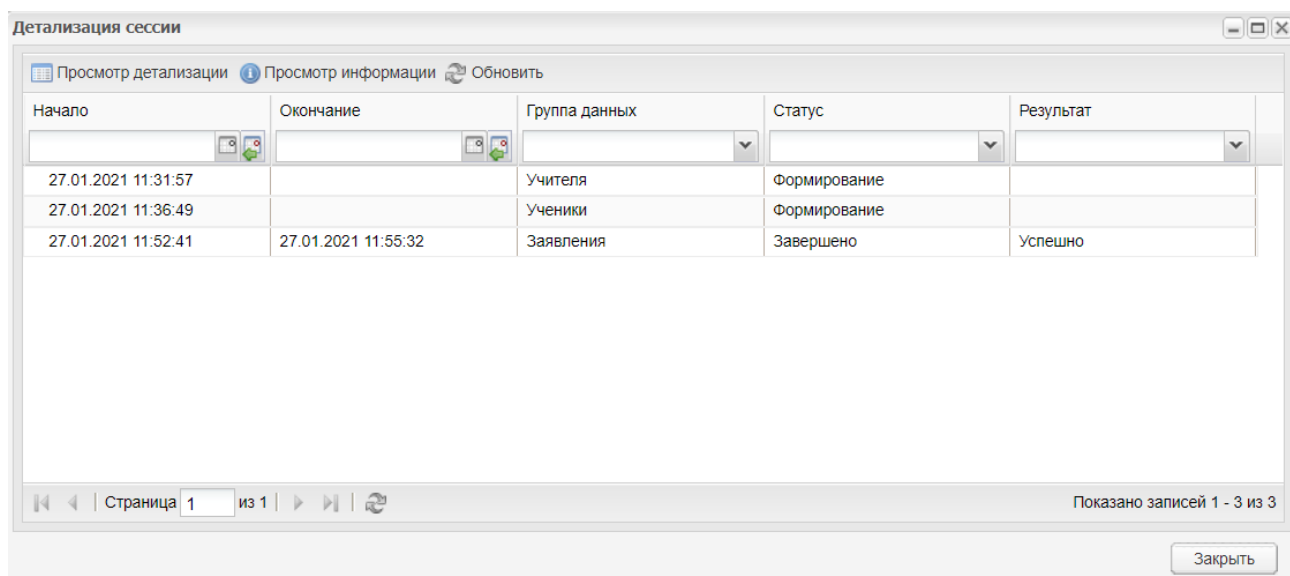 Детализация сессии
Просмотр детализации Просмотр информации Обновить
Начало Окончание Группа данных Статус Результат
27.01.2021 11:31:57 Учителя Формирование
27.01.2021 11:36:49 Ученики Формирование
27.01.2021 11:52:41 27.01.2021 11:55:32 Заявления Завершено Успешно
Страница 1 из 1 Показано записей 1 - 3 из 3
Закрыть